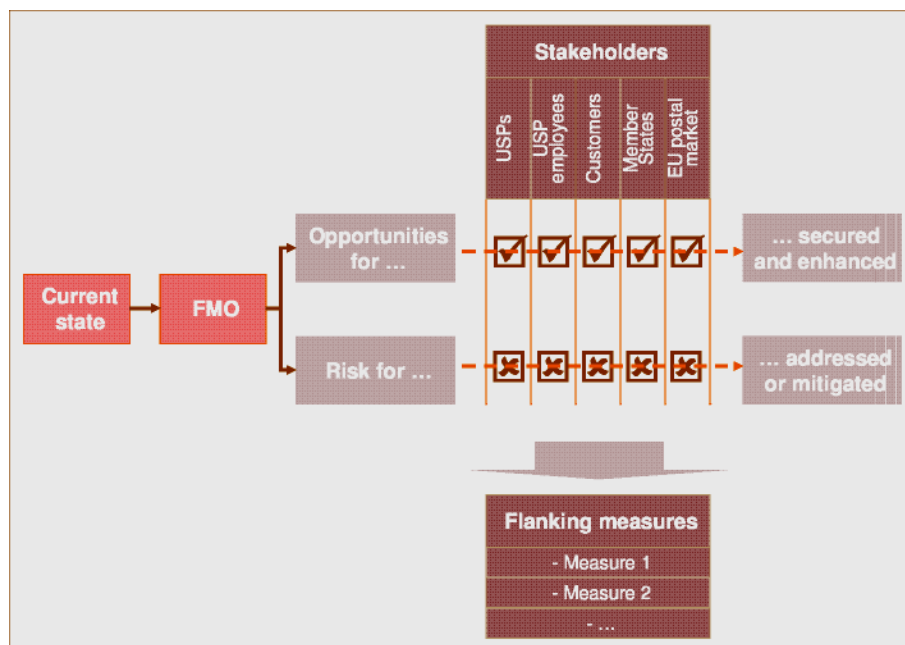 Stakeholders
USPs
USP
employees
Customers
Member
States
EU postal
market
Opportunities
for ...
... secured
and enhanced
Current
state
FMO
Risk for ...
... addressed
or mitigated
Flanking measures
- Measure 1
- Measure 2
- ...